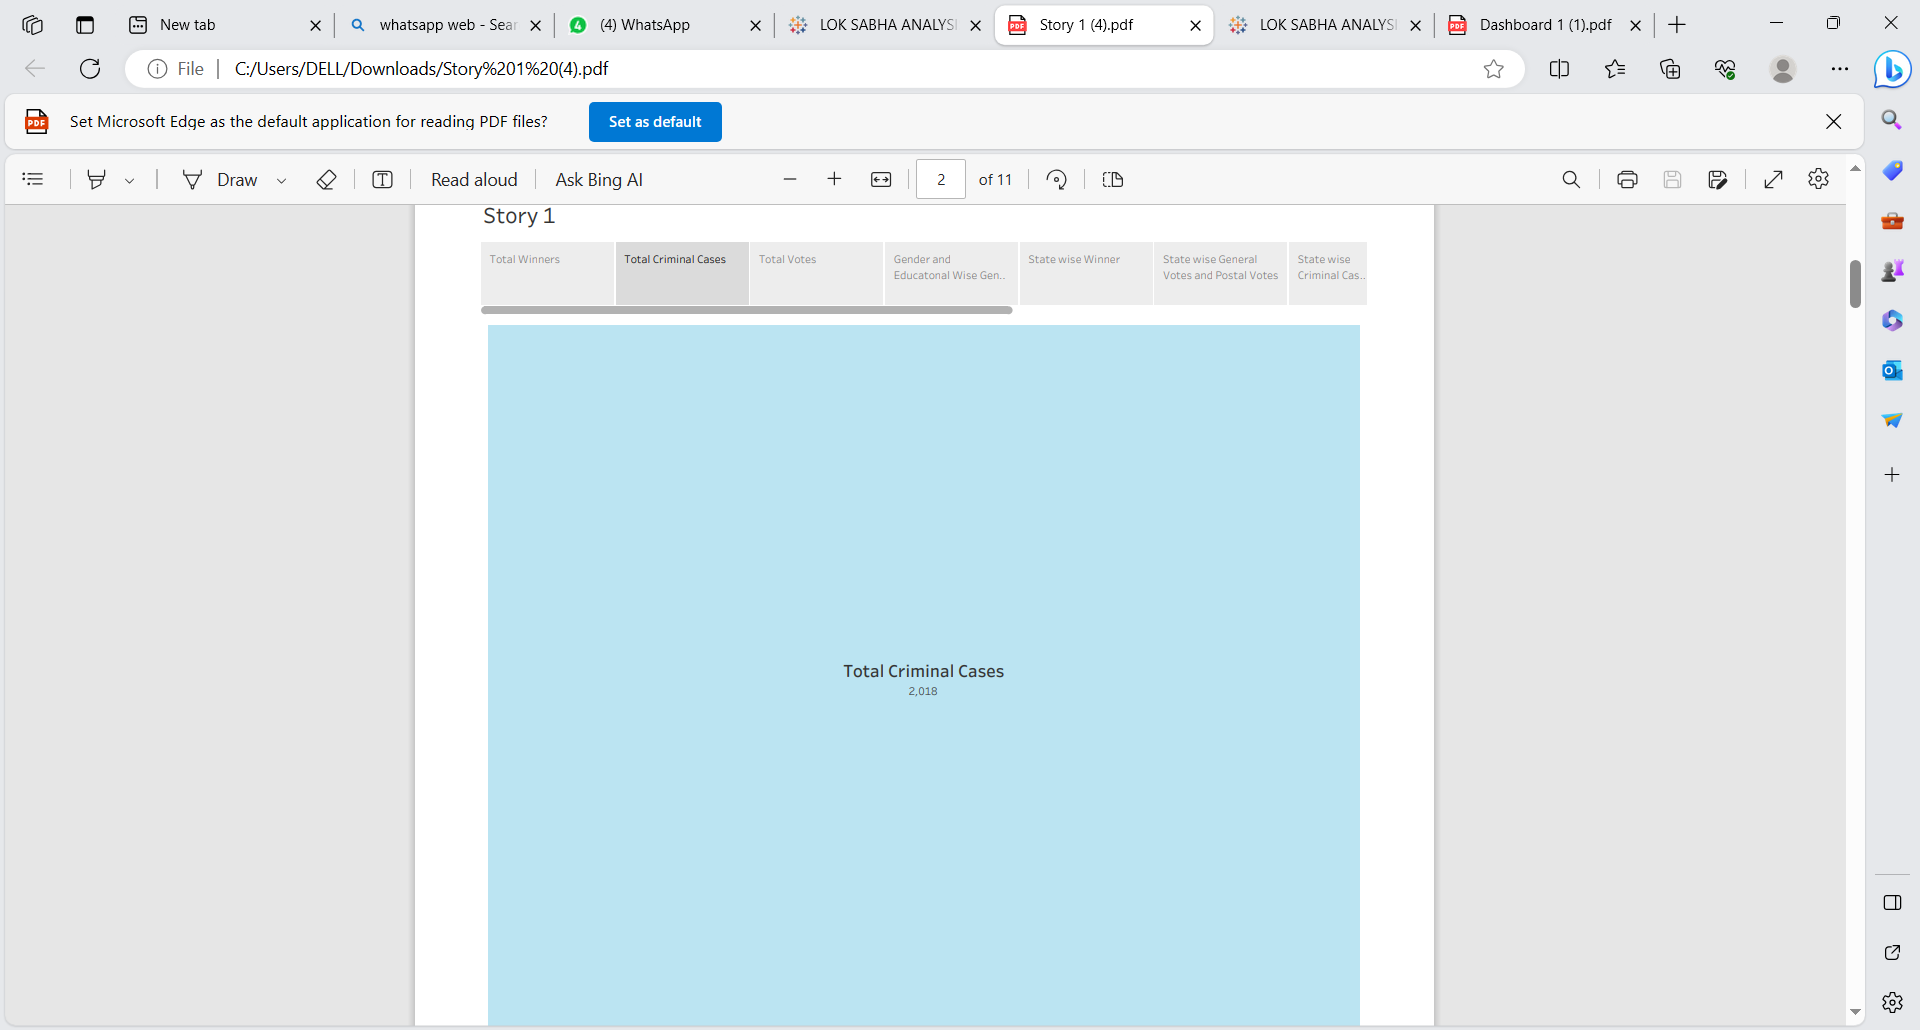 New tab
whatsapp web - Sear
(4) WhatsApp
LOK SABHA ANALYSI
Story 1 (4).pdf
LOK SABHA ANALYSI
Dashboard 1 (1).pdf
File
C:/Users/DELL/Downloads/Story%201%20(4).pdf
PDF
Set Microsoft Edge as the default application for reading PDF files?
Set as default
Draw
Read aloud
Ask Bing AI
2
of 11
Story 1
Total Winners
Total Criminal Cases
Total Votes
Gender and
Educatonal Wise Gen..
State wise Winner
State wise General
Votes and Postal Votes
State wise
Criminal Cas..
Total Criminal Cases
2,018